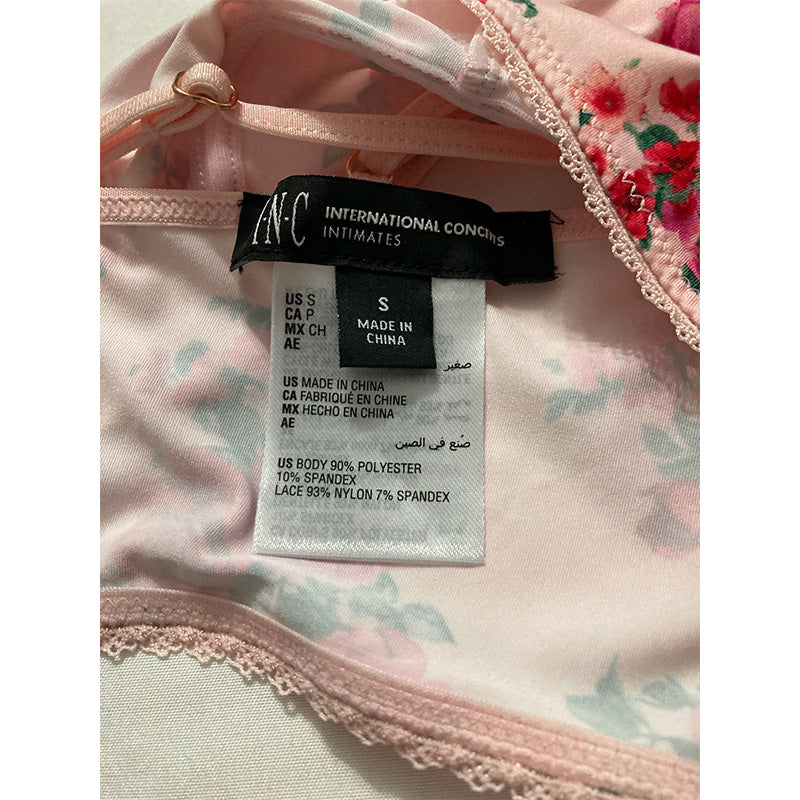 I·N·C INTERNATIONAL CONCEPTS
INTIMATES
S
MADE IN
CHINA
US S
CA P
MX CH
AE
صغير
US MADE IN CHINA
CA FABRIQUÉ EN CHINE
MX HECHO EN CHINA
AE
صُنع في الصين
US BODY 90% POLYESTER
10% SPANDEX
LACE 93% NYLON 7% SPANDEX